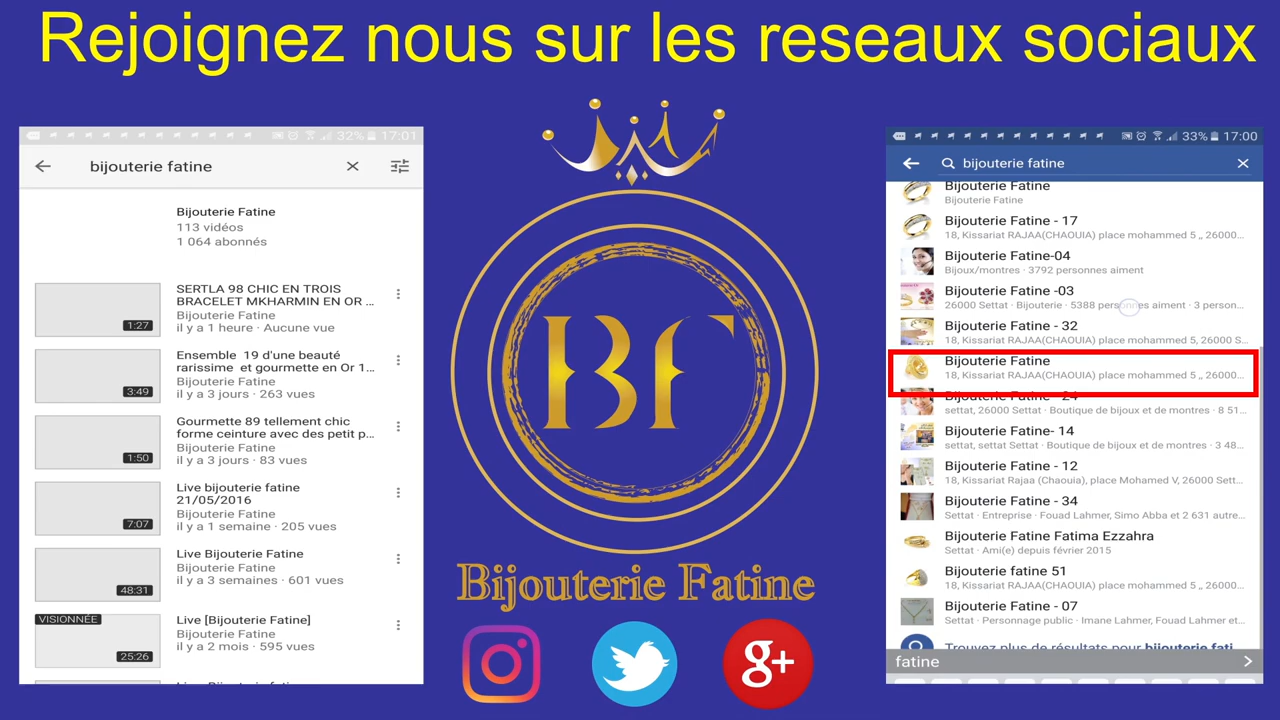 Rejoignez nous sur les reseaux sociaux
32% 17:01
bijouterie fatine
Bijouterie Fatine
113 vidéos
1 064 abonnés
SERTLA 98 CHIC EN TROIS
BRACELET MKHARMIN EN OR ...
Bijouterie Fatine
il y a 1 heure · Aucune vue
1:27
Ensemble 19 d'une beauté
rarissime et gourmette en Or 1...
Bijouterie Fatine
il y a 3 jours · 263 vues
3:49
Gourmette 89 tellement chic
forme ceinture avec des petit p...
Bijouterie Fatine
il y a 3 jours · 83 vues
1:50
Live bijouterie fatine
21/05/2016
Bijouterie Fatine
il y a 1 semaine · 205 vues
7:07
Live Bijouterie Fatine
Bijouterie Fatine
il y a 3 semaines · 601 vues
48:31
VISIONNÉE
Live [Bijouterie Fatine]
Bijouterie Fatine
il y a 2 mois · 595 vues
25:26
BF
Bijouterie Fatine
g+
33% 17:00
bijouterie fatine
Bijouterie Fatine
Bijouterie Fatine
Bijouterie Fatine - 17
18, Kissariat RAJAA(CHAOUIA) place mohammed 5 ,, 26000...
Bijouterie Fatine-04
Bijoux/montres · 3792 personnes aiment
Bijouterie Fatine -03
26000 Settat · Bijouterie · 5388 personnes aiment · 3 person...
Bijouterie Fatine - 32
18, Kissariat RAJAA(CHAOUIA) place mohammed 5, 26000 S...
Bijouterie Fatine
18, Kissariat RAJAA(CHAOUIA) place mohammed 5 ,, 26000...
Bijouterie Fatine - 24
settat, 26000 Settat · Boutique de bijoux et de montres · 8 51...
Bijouterie Fatine- 14
settat, settat Settat · Boutique de bijoux et de montres · 3 48...
Bijouterie Fatine - 12
18, Kissariat Rajaa (Chaouia), place Mohamed V, 26000 Sett...
Bijouterie Fatine - 34
Settat · Entreprise · Fouad Lahmer, Simo Abba et 2 631 autre...
Bijouterie Fatine Fatima Ezzahra
Settat · Ami(e) depuis février 2015
Bijouterie fatine 51
18, Kissariat RAJAA(CHAOUIA) place mohammed 5 ,, 26000...
Bijouterie Fatine - 07
Settat · Personnage public · Imane Lahmer, Fouad Lahmer et...
Trouvez plus de résultats pour bijouterie fati...
fatine